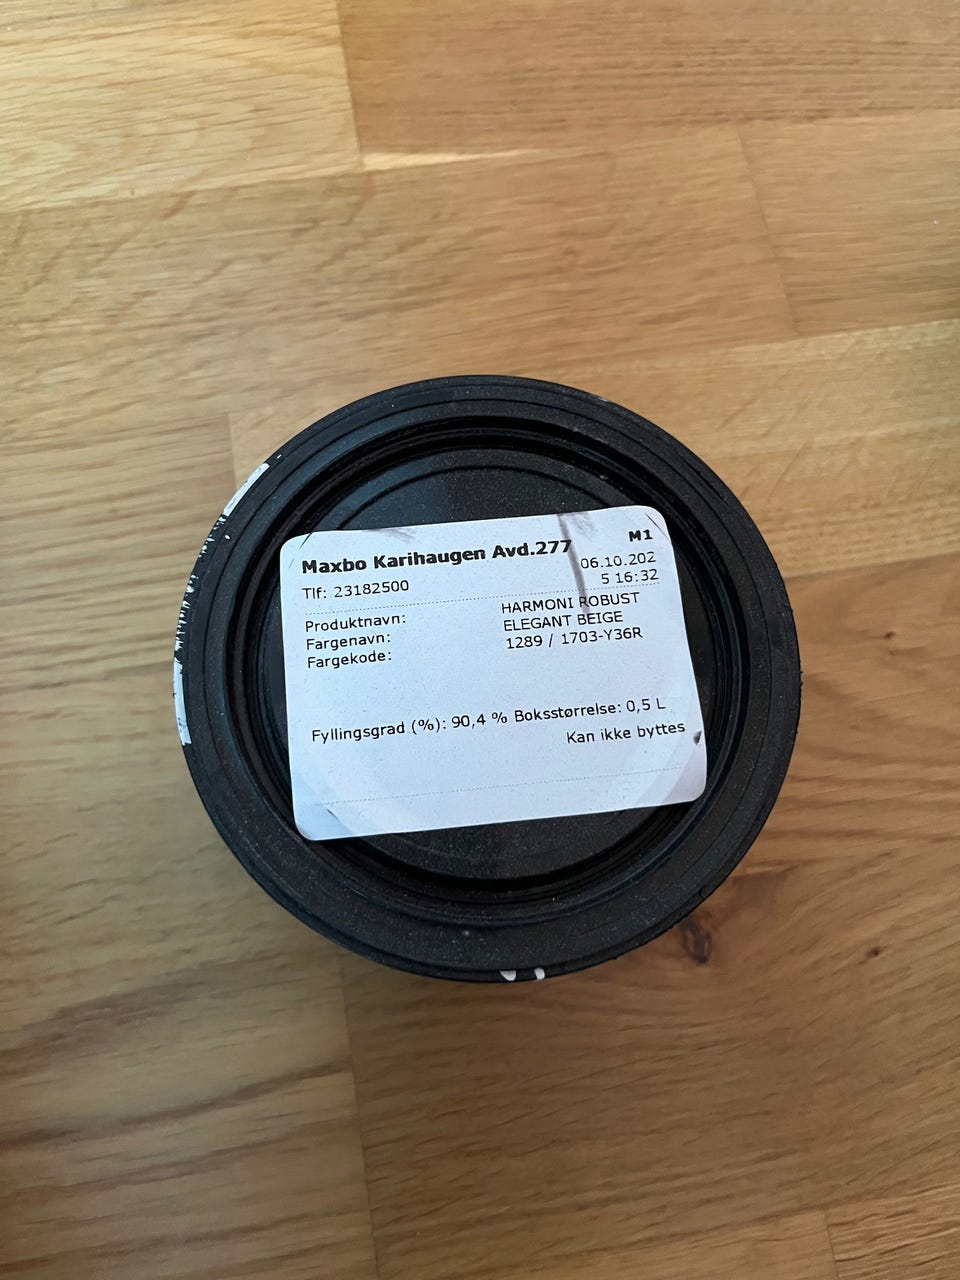 Maxbo Karihaugen Avd.277 M1
Tlf: 23182500 06.10.202
5 16:32
Produktnavn: HARMONI ROBUST
Fargenavn: ELEGANT BEIGE
Fargekode: 1289 / 1703-Y36R
Fyllingsgrad (%): 90,4 % Boksstørrelse: 0,5 L
Kan ikke byttes